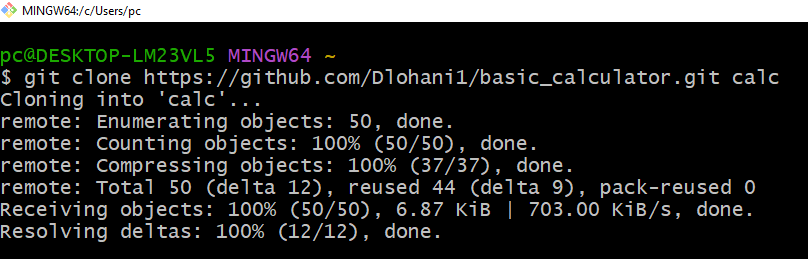 MINGW64:/c/Users/pc
pc@DESKTOP-LM23VL5 MINGW64 ~
$ git clone https://github.com/Dlohani1/basic_calculator.git calc
Cloning into 'calc'...
remote: Enumerating objects: 50, done.
remote: Counting objects: 100% (50/50), done.
remote: Compressing objects: 100% (37/37), done.
remote: Total 50 (delta 12), reused 44 (delta 9), pack-reused 0
Receiving objects: 100% (50/50), 6.87 KiB | 703.00 KiB/s, done.
Resolving deltas: 100% (12/12), done.